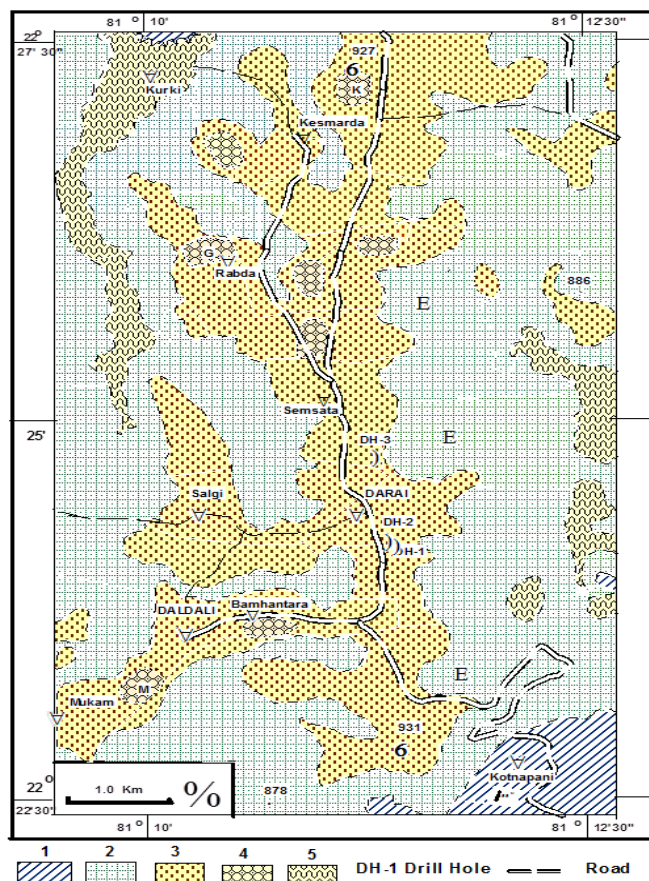 81° 10'
81° 12'30"
22°
27' 30"
927
6
K
Kurki
Kesmarda
G
Rabda
886
E
Semsata
25'
DH-3
E
Salgi
DARAI
DH-2
DH-1
Bamhantara
DALDALI
E
M
Mukam
931
6
Kotnapani
22°
22'30"
1.0 Km
%
878
81° 10'
81° 12'30"
1 2 3 4 5
DH-1 Drill Hole Road